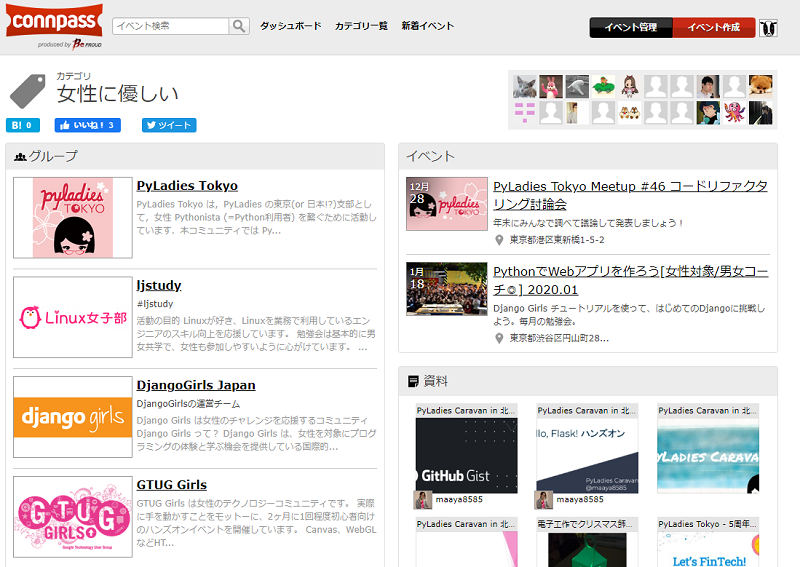 connpass
produced by BePROUD
イベント検索
ダッシュボード カテゴリ一覧 新着イベント
イベント管理 イベント作成
カテゴリ
女性に優しい
B! 0 いいね！ 3 ツイート
グループ
pyladies TOKYO
PyLadies Tokyo
PyLadies Tokyo は，PyLadies の東京(or 日本!?)支部として，女性 Pythonista (=Python利用者) を繋ぐために活動しています．本コミュニティでは Py...
Linux女子部
ljstudy
#ljstudy
活動の目的 Linuxが好き、Linuxを業務で利用しているエンジニアのスキル向上を応援しています。 勉強会は基本的に男女共学で、女性も参加しやすいように心がけています。 ...
django girls
DjangoGirls Japan
DjangoGirlsの運営チーム
Django Girls は女性のチャレンジを応援するコミュニティ Django Girls って？ Django Girls は、女性を対象にプログラミングの体験と学ぶ機会を提供している国際的...
GTUG GIRLS+
Google Technology User Group
GTUG Girls
GTUG Girls は女性のテクノロジーコミュニティです。 実際に手を動かすことをモットーに、2ヶ月に1回程度初心者向けのハンズオンイベントを開催しています。 Canvas、WebGLなどHT...
イベント
12月
28
pyladies TOKYO
PyLadies Tokyo Meetup #46 コードリファクタリング討論会
年末にみんなで調べて議論して発表しましょう！
東京都港区東新橋1-5-2
1月
18
PythonでWebアプリを作ろう[女性対象/男女コーチ◎] 2020.01
Django Girls チュートリアルを使って、はじめてのDjangoに挑戦しよう。毎月の勉強会。
東京都渋谷区円山町28...
資料
PyLadies Caravan in 北... PyLadies Caravan in 北... PyLadies Caravan in 北...
GitHub Gist
llo, Flask! ハンズオン
PyLadies Caravan
@maaya8585
yLadies Carava
maaya8585 maaya8585
PyLadies Caravan in 北... 電子工作でクリスマス飾... PyLadies Tokyo - 5周年...
Let's FinTech!